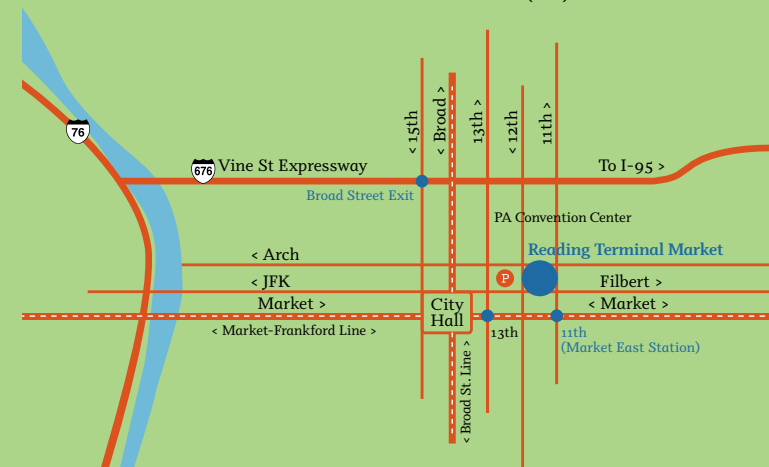 < 15th
< Broad >
13th >
< 12th
11th >
76
676
Vine St Expressway
To I-95 >
Broad Street Exit
PA Convention Center
Reading Terminal Market
< Arch
P
< JFK
Filbert >
Market >
City
Hall
< Market >
< Market-Frankford Line >
13th
11th
(Market East Station)
< Broad St. Line >